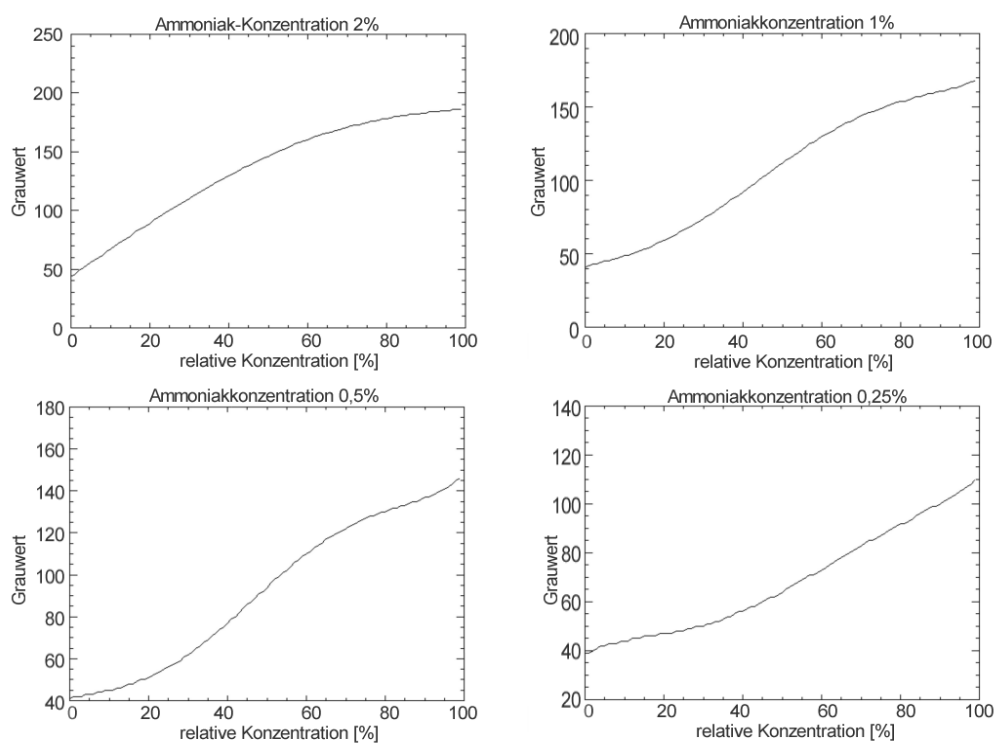 Ammoniak-Konzentration 2%
250
200
150
100
50
0
Grauwert
0 20 40 60 80 100
relative Konzentration [%]
Ammoniakkonzentration 1%
200
150
100
50
0
Grauwert
0 20 40 60 80 100
relative Konzentration [%]
Ammoniakkonzentration 0,5%
180
160
140
120
100
80
60
40
Grauwert
0 20 40 60 80 100
relative Konzentration [%]
Ammoniakkonzentration 0,25%
140
120
100
80
60
40
20
Grauwert
0 20 40 60 80 100
relative Konzentration [%]